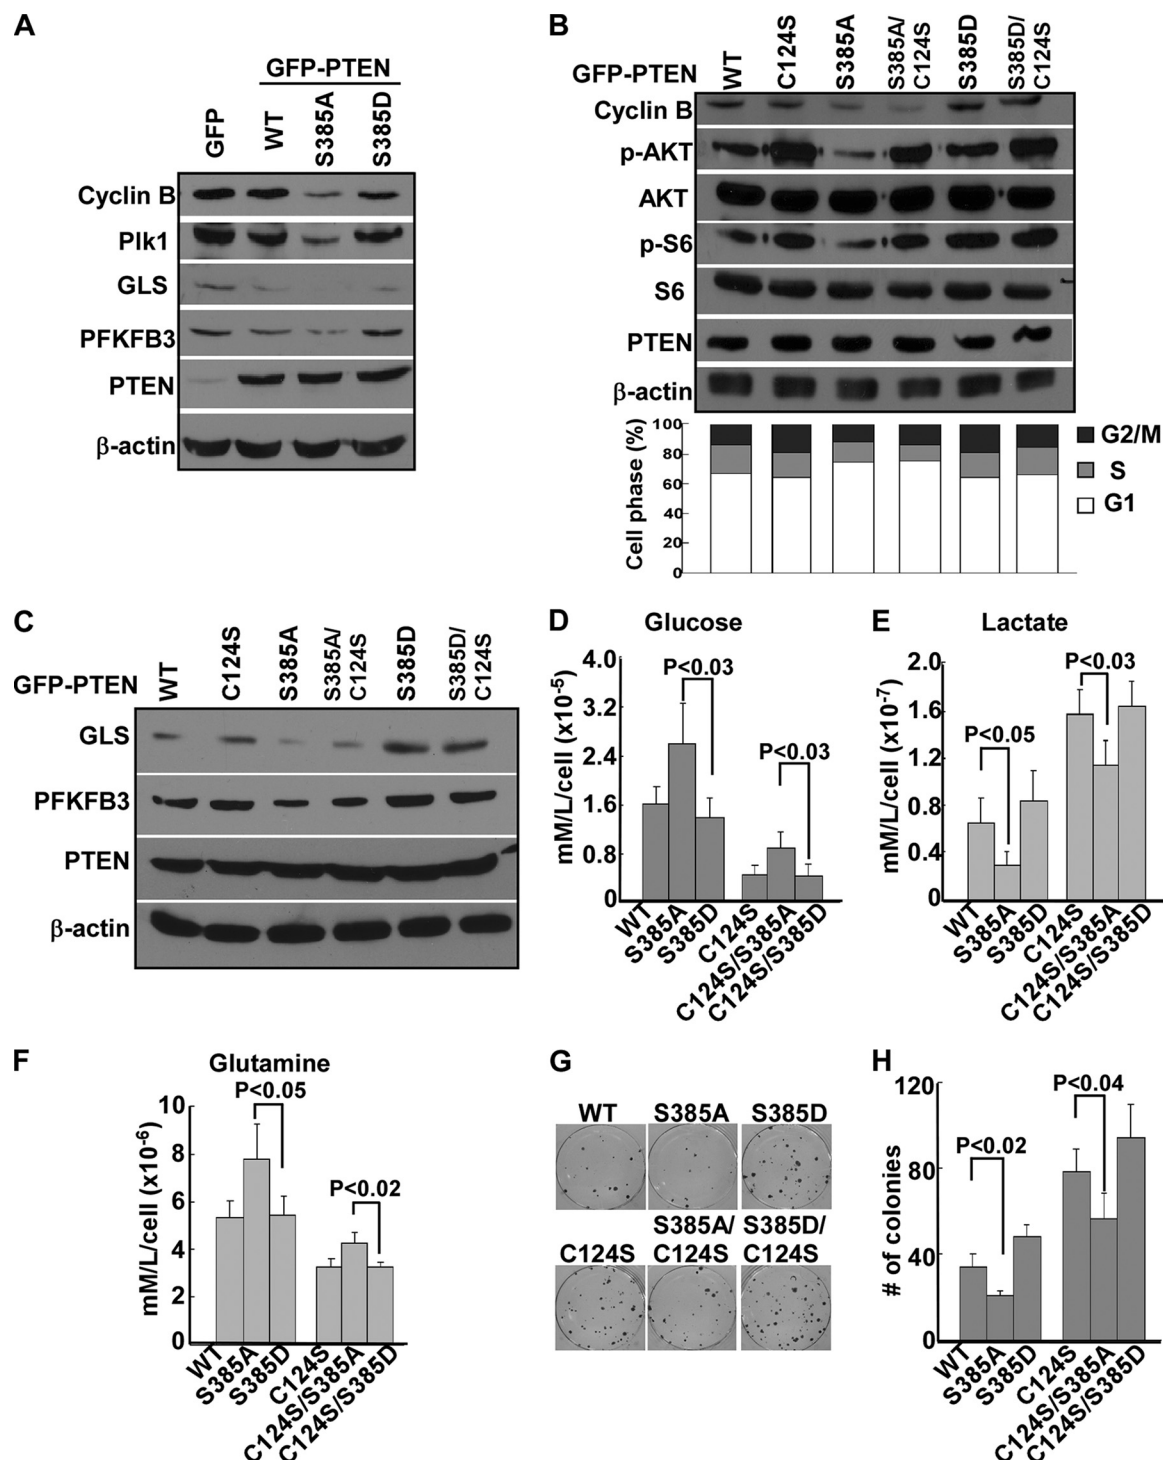 A
GFP-PTEN
GFP
WT
S385A
S385D
Cyclin B
Plk1
GLS
PFKFB3
PTEN
β-actin
B
GFP-PTEN
WT
C124S
S385A
S385A/
C124S
S385D
S385D/
C124S
Cyclin B
p-AKT
AKT
p-S6
S6
PTEN
β-actin
Cell phase (%)
100
80
60
40
20
0
G2/M
S
G1
C
GFP-PTEN
WT
C124S
S385A
S385A/
C124S
S385D
S385D/
C124S
GLS
PFKFB3
PTEN
β-actin
D
Glucose
mM/L/cell (x10⁻⁵)
4.0
3.2
2.4
1.6
0.8
0
P<0.03
P<0.03
WT
S385A
S385D
C124S
C124S/S385A
C124S/S385D
E
Lactate
mM/L/cell (x10⁻⁷)
2.0
1.6
1.2
0.8
0.4
0
P<0.05
P<0.03
WT
S385A
S385D
C124S
C124S/S385A
C124S/S385D
F
Glutamine
mM/L/cell (x10⁻⁶)
10
8
6
4
2
0
P<0.05
P<0.02
WT
S385A
S385D
C124S
C124S/S385A
C124S/S385D
G
WT S385A S385D
S385A/ S385D/
C124S C124S C124S
H
# of colonies
120
80
40
0
P<0.02
P<0.04
WT
S385A
S385D
C124S
C124S/S385A
C124S/S385D